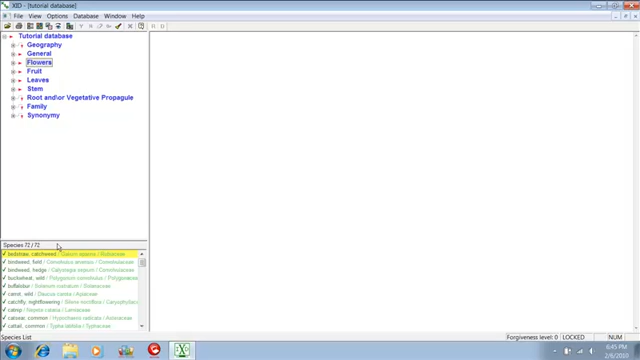 XID - [tutorial database]
File View Options Database Window Help
Tutorial database
Geography
General
Flowers
Fruit
Leaves
Stem
Root and\or Vegetative Propagule
Family
Synonymy
Species 72 / 72
bedstraw, catchweed / Galium aparine / Rubiaceae
bindweed, field / Convolvulus arvensis / Convolvulaceae
bindweed, hedge / Calystegia sepium / Convolvulaceae
buckwheat, wild / Polygonum convolvulus / Polygonaceae
buffalobur / Solanum rostratum / Solanaceae
carrot, wild / Daucus carota / Apiaceae
catchfly, nightflowering / Silene noctiflora / Caryophyllac
catnip / Nepeta cataria / Lamiaceae
catsear, common / Hypochaeris radicata / Asteraceae
cattail, common / Typha latifolia / Typhaceae
Species List
Forgiveness level: 0 LOCKED NUM
6:45 PM
2/6/2010